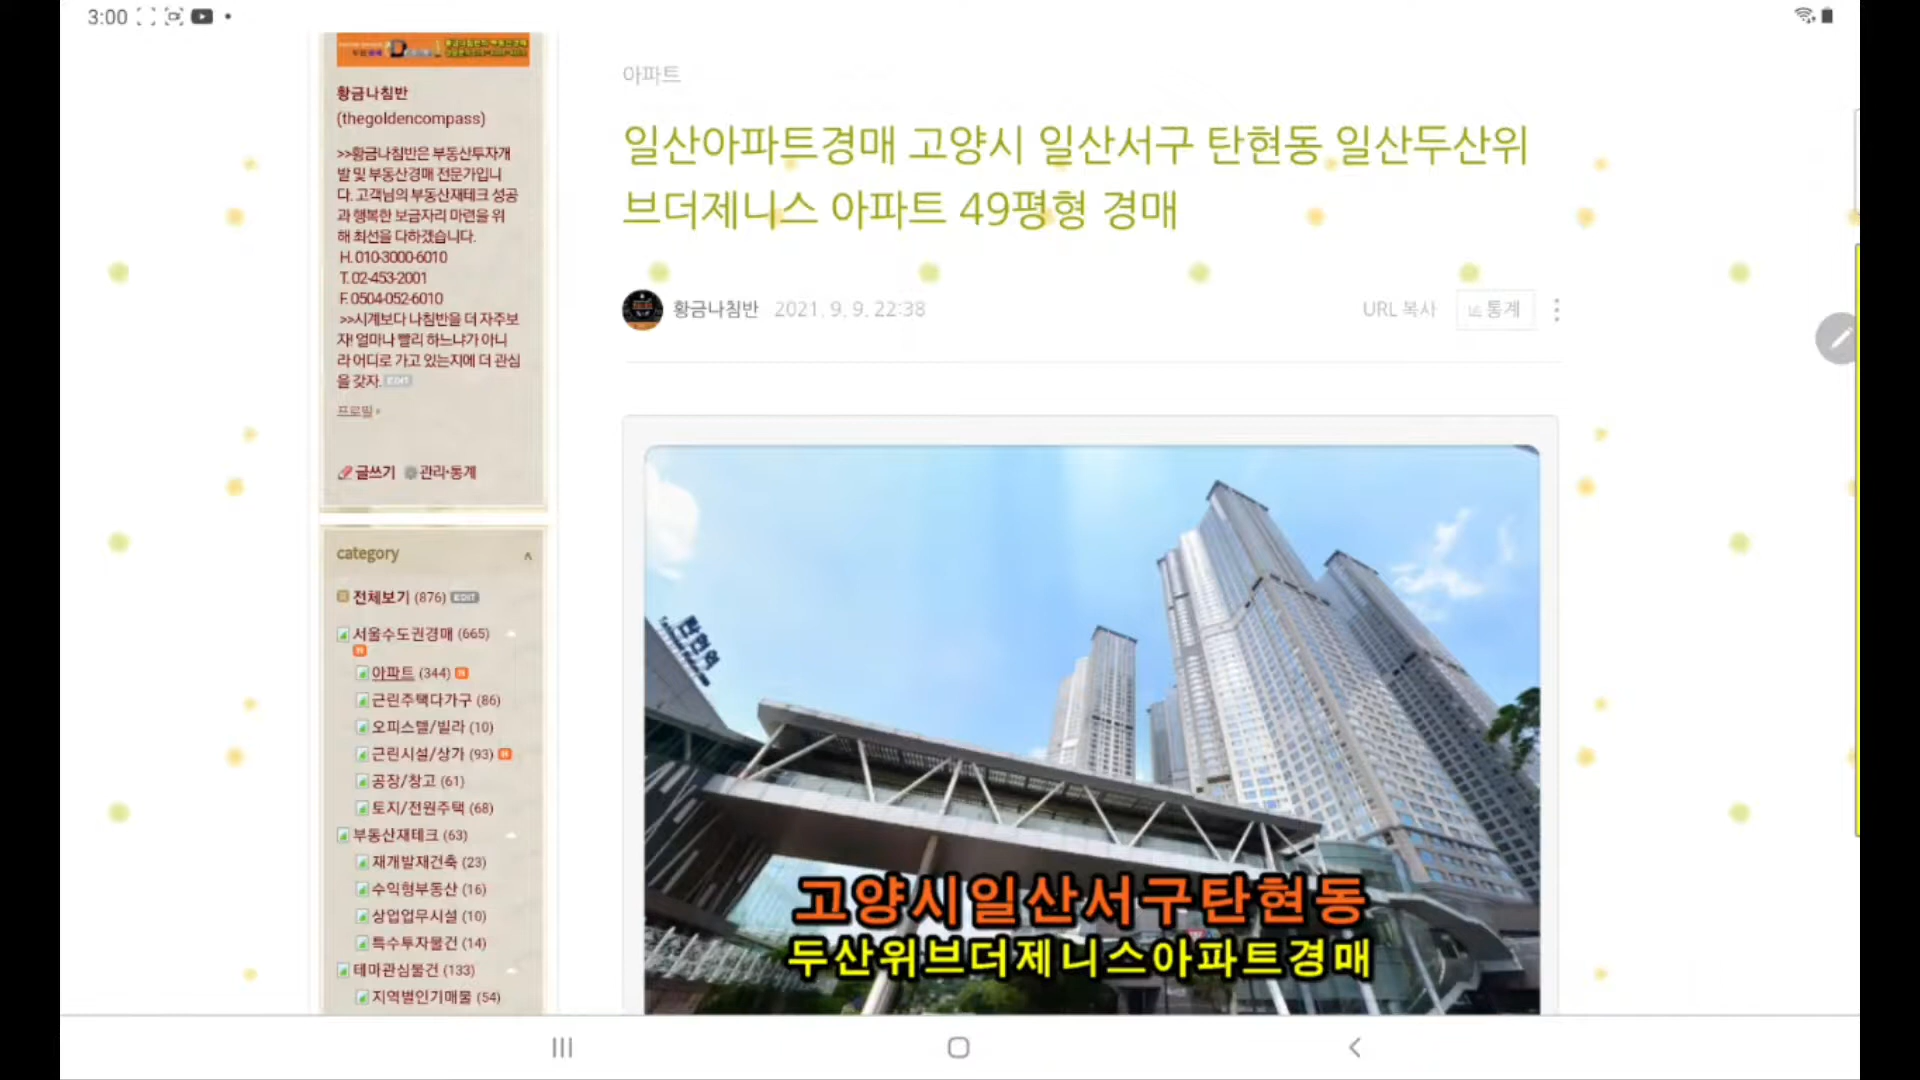 3:00
황금나침반
(thegoldencompass)
>>황금나침반은 부동산투자개
발 및 부동산경매 전문가입니
다. 고객님의 부동산재테크 성공
과 행복한 보금자리 마련을 위
해 최선을 다하겠습니다.
H. 010-3000-6010
T. 02-453-2001
F. 0504-052-6010
>>시계보다 나침반을 더 자주보
자! 얼마나 빨리 하느냐가 아니
라 어디로 가고 있는지에 더 관심
을 갖자. EDIT
프로필
글쓰기 관리·통계
category
전체보기 (876) EDIT
서울수도권경매 (665)
아파트 (344)
근린주택다가구 (86)
오피스텔/빌라 (10)
근린시설/상가 (93)
공장/창고 (61)
토지/전원주택 (68)
부동산재테크 (63)
재개발재건축 (23)
수익형부동산 (16)
상업업무시설 (10)
특수투자물건 (14)
테마관심물건 (133)
지역별인기매물 (54)
아파트
일산아파트경매 고양시 일산서구 탄현동 일산두산위
브더제니스 아파트 49평형 경매
황금나침반 2021. 9. 9. 22:38
URL 복사 통계
탄현역
고양시일산서구탄현동
두산위브더제니스아파트경매